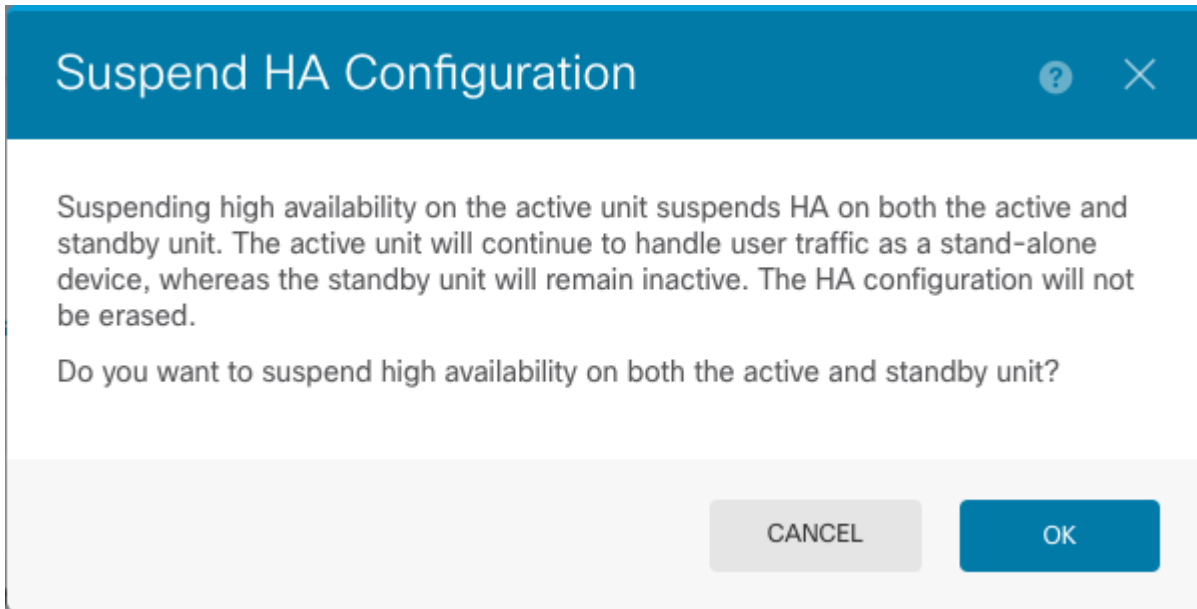 Suspend HA Configuration
Suspending high availability on the active unit suspends HA on both the active and
standby unit. The active unit will continue to handle user traffic as a stand-alone
device, whereas the standby unit will remain inactive. The HA configuration will not
be erased.
Do you want to suspend high availability on both the active and standby unit?
CANCEL
OK